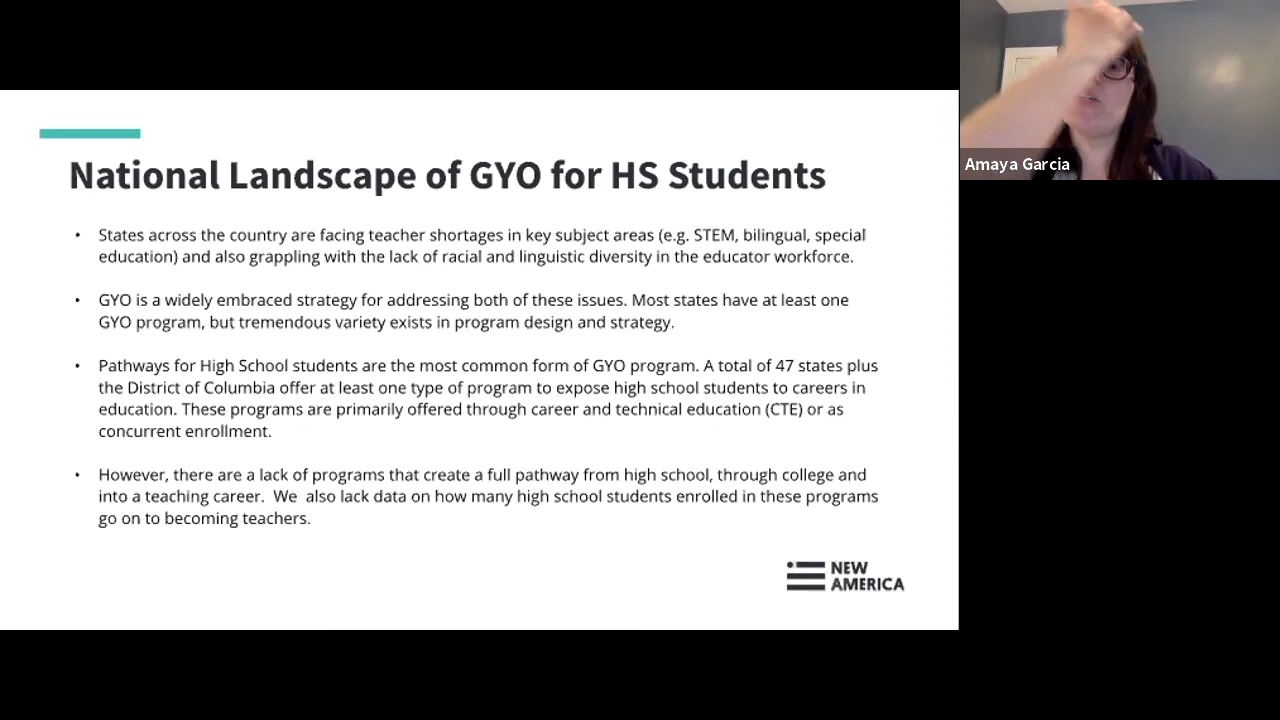 National Landscape of GYO for HS Students
• States across the country are facing teacher shortages in key subject areas (e.g. STEM, bilingual, special
education) and also grappling with the lack of racial and linguistic diversity in the educator workforce.
• GYO is a widely embraced strategy for addressing both of these issues. Most states have at least one
GYO program, but tremendous variety exists in program design and strategy.
• Pathways for High School students are the most common form of GYO program. A total of 47 states plus
the District of Columbia offer at least one type of program to expose high school students to careers in
education. These programs are primarily offered through career and technical education (CTE) or as
concurrent enrollment.
• However, there are a lack of programs that create a full pathway from high school, through college and
into a teaching career.  We  also lack data on how many high school students enrolled in these programs
go on to becoming teachers.
NEW
AMERICA
Amaya Garcia